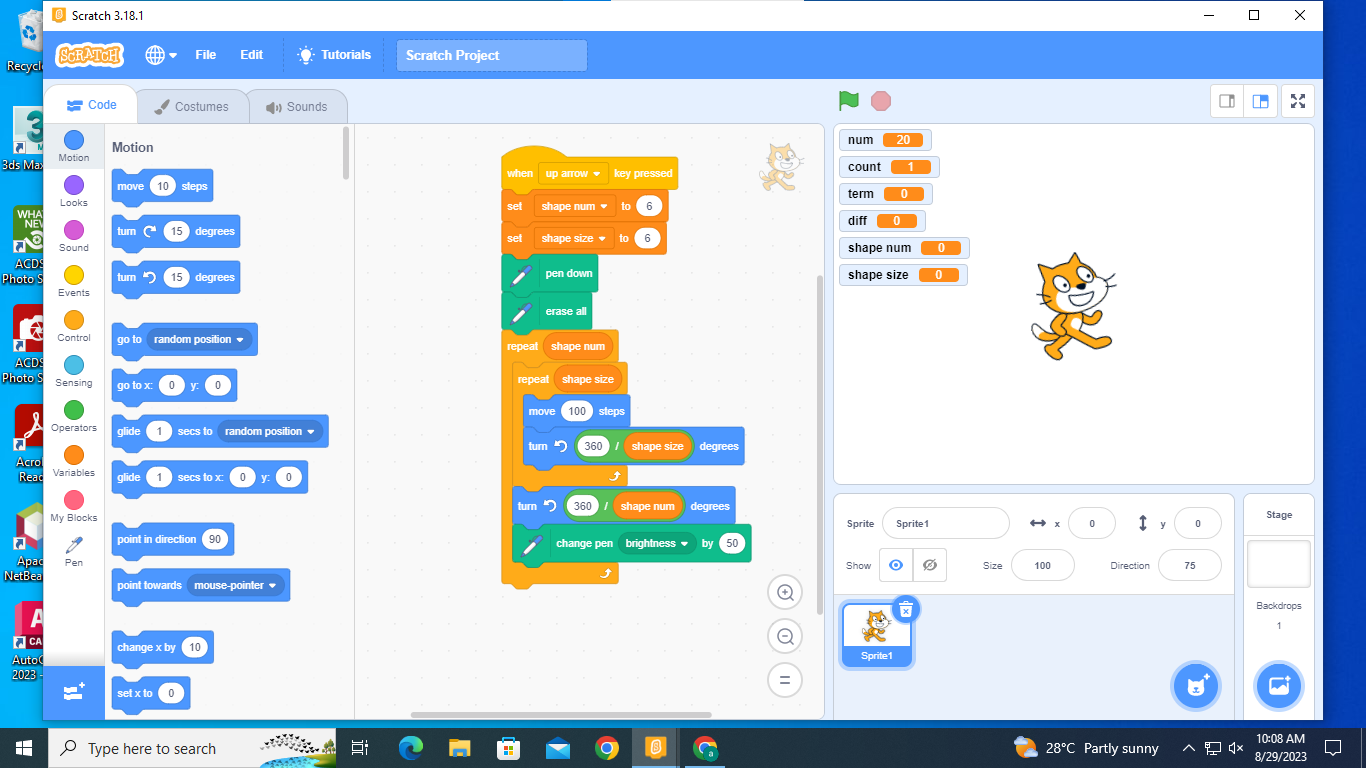 Scratch 3.18.1
Recycle
SCRATCH
File Edit Tutorials Scratch Project
Code Costumes Sounds
3ds Max
ACDS
Photo S
ACDS
Photo S
Acro
Read
Apac
NetBea
AutoC
2023 -
Motion
Looks
Sound
Events
Control
Sensing
Operators
Variables
My Blocks
Pen
Motion
move 10 steps
turn 15 degrees
turn 15 degrees
go to random position
go to x: 0 y: 0
glide 1 secs to random position
glide 1 secs to x: 0 y: 0
point in direction 90
point towards mouse-pointer
change x by 10
set x to 0
when up arrow key pressed
set shape num to 6
set shape size to 6
pen down
erase all
repeat shape num
repeat shape size
move 100 steps
turn 360 / shape size degrees
turn 360 / shape num degrees
change pen brightness by 50
num 20
count 1
term 0
diff 0
shape num 0
shape size 0
Sprite Sprite1 x 0 y 0
Show Size 100 Direction 75
Sprite1
Stage
Backdrops
1
Type here to search
28°C Partly sunny
10:08 AM
8/29/2023